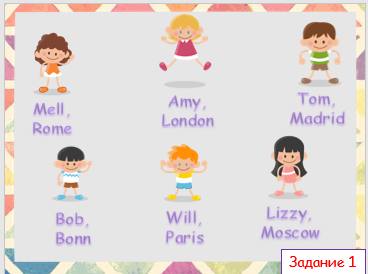 Mell,
Rome
Amy,
London
Tom,
Madrid
Bob,
Bonn
Will,
Paris
Lizzy,
Moscow
Задание 1